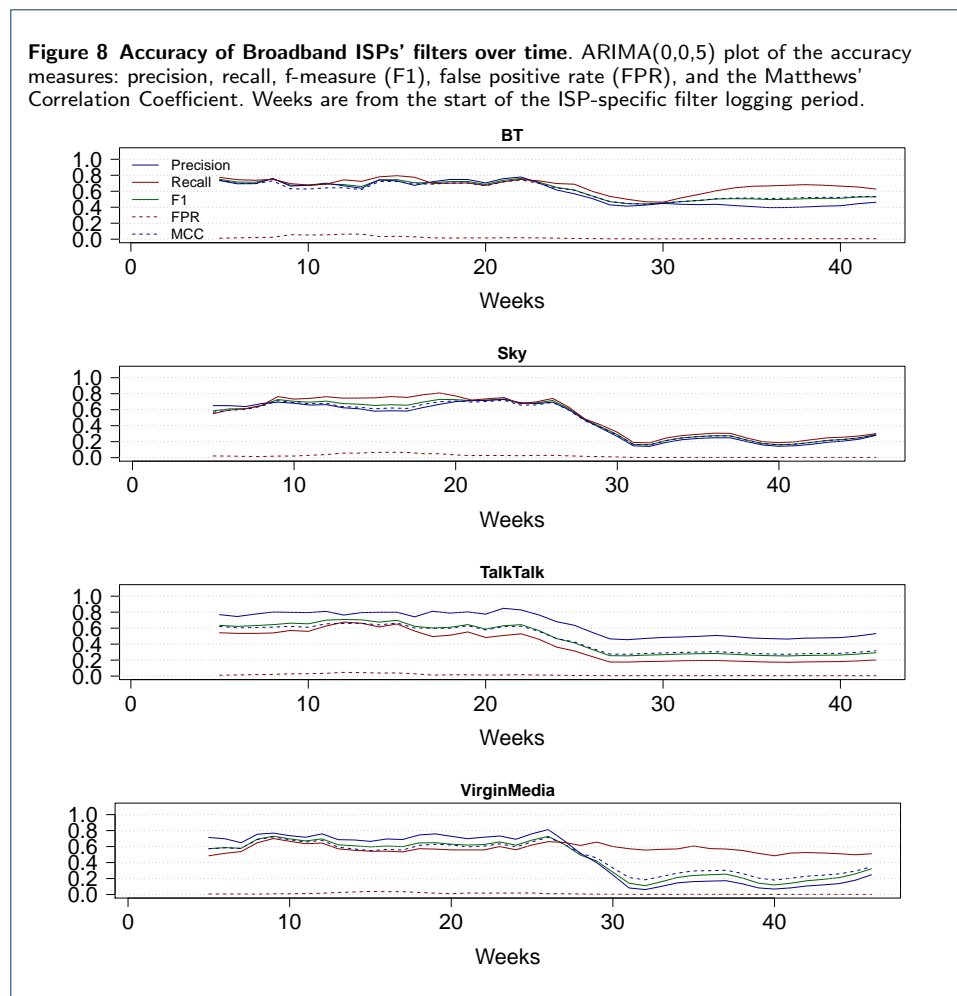 Figure 8 Accuracy of Broadband ISPs' filters over time. ARIMA(0,0,5) plot of the accuracy
measures: precision, recall, f-measure (F1), false positive rate (FPR), and the Matthews'
Correlation Coefficient. Weeks are from the start of the ISP-specific filter logging period.
BT
1.0
0.8
0.6
0.4
0.2
0.0
Precision
Recall
F1
FPR
MCC
0 10 20 30 40
Weeks
Sky
1.0
0.8
0.6
0.4
0.2
0.0
0 10 20 30 40
Weeks
TalkTalk
1.0
0.8
0.6
0.4
0.2
0.0
0 10 20 30 40
Weeks
VirginMedia
1.0
0.8
0.6
0.4
0.2
0.0
0 10 20 30 40
Weeks